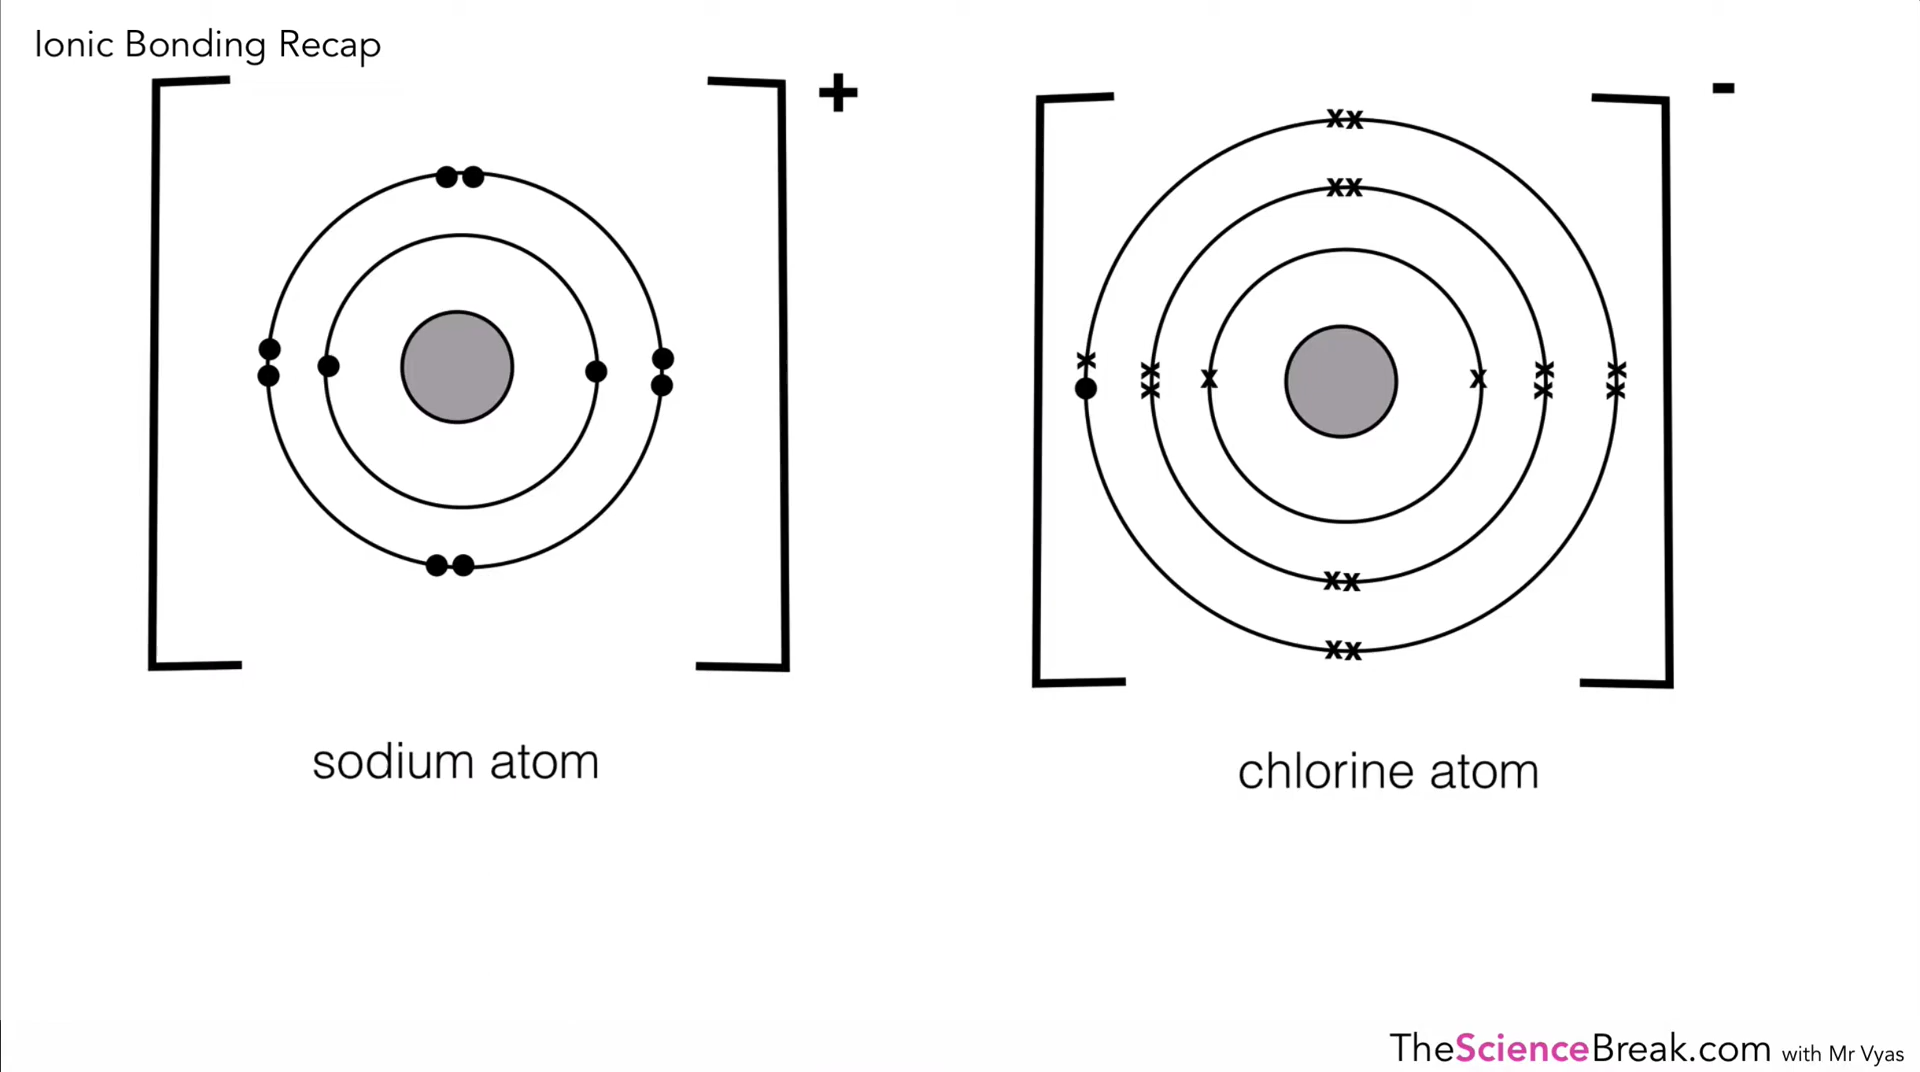 Ionic Bonding Recap
+
-
sodium atom
chlorine atom
TheScienceBreak.com with Mr Vyas